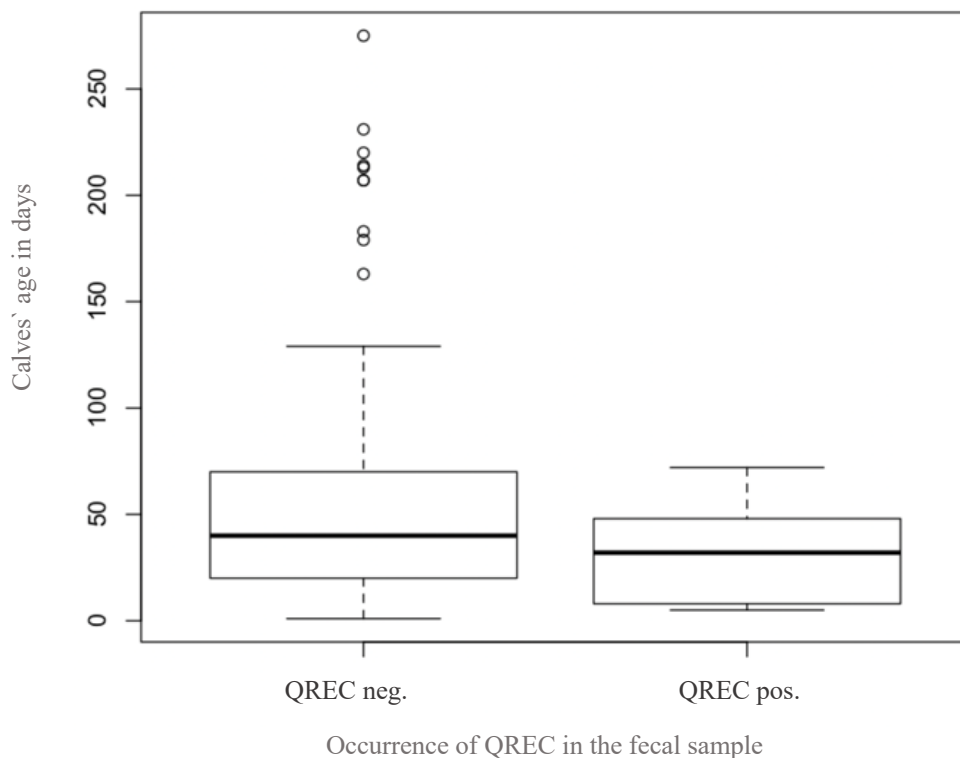 Calves` age in days
250
200
150
100
50
0
QREC neg.
QREC pos.
Occurrence of QREC in the fecal sample